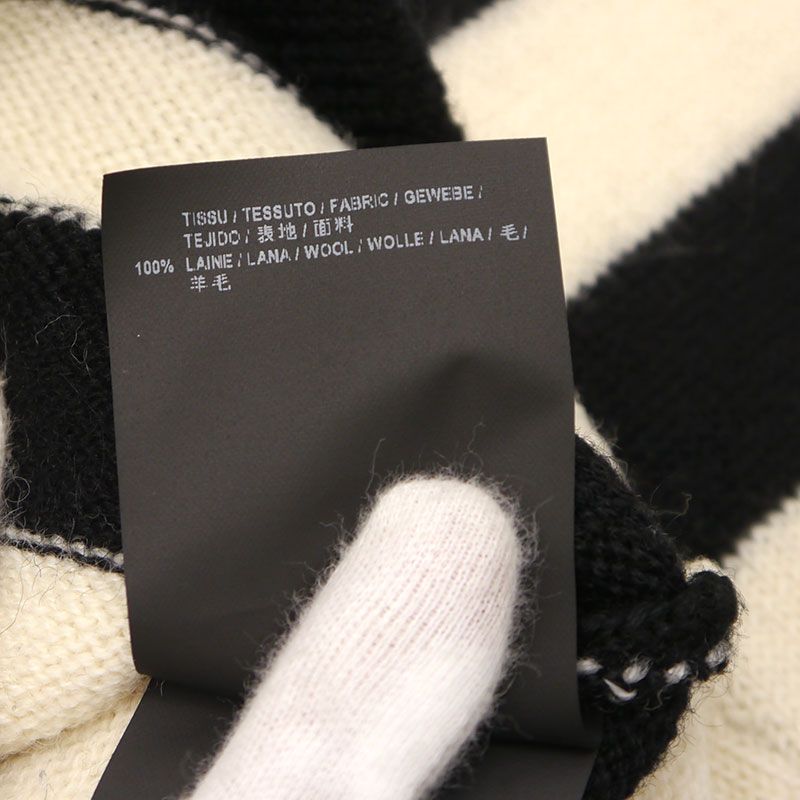 TISSU / TESSUTO / FABRIC / GEWEBE /
TEJIDO / 表地 / 面料
100% LAINE / LANA / WOOL / WOLLE / LANA / 毛 /
羊毛